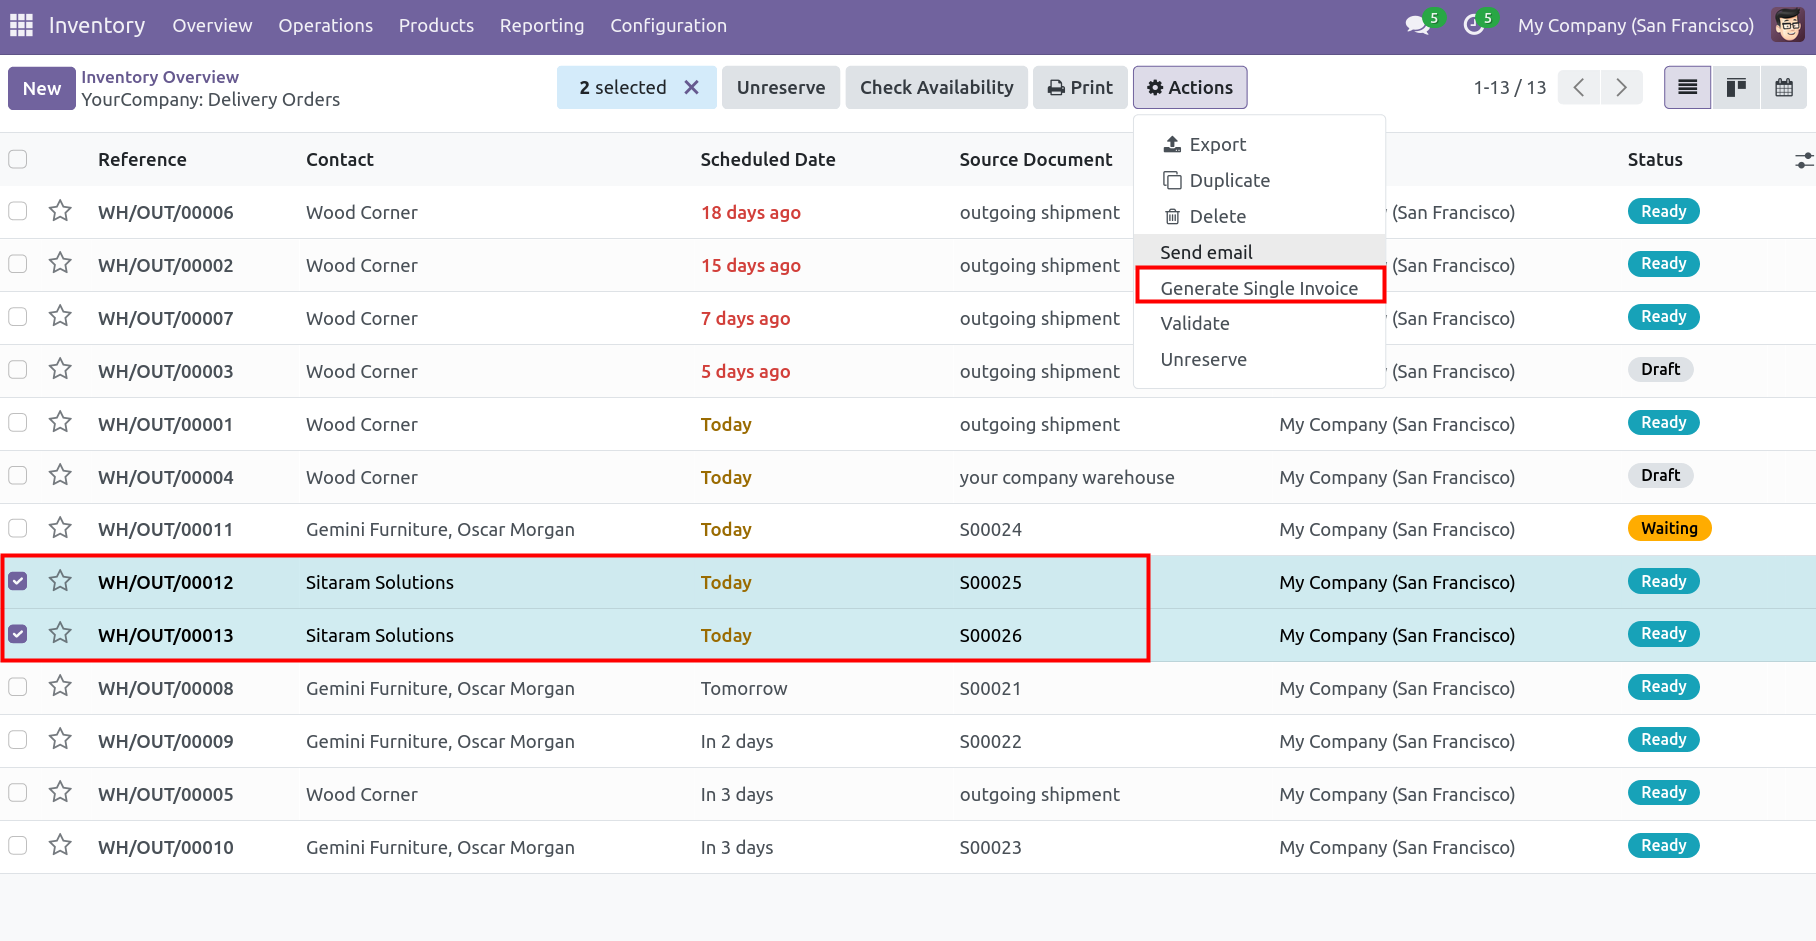 Inventory Overview Operations Products Reporting Configuration 5 5 My Company (San Francisco)
New Inventory Overview
YourCompany: Delivery Orders
2 selected Unreserve Check Availability Print Actions 1-13 / 13
Export
Duplicate
Delete
Send email
Generate Single Invoice
Validate
Unreserve
Reference Contact Scheduled Date Source Document Status
WH/OUT/00006 Wood Corner 18 days ago outgoing shipment (San Francisco) Ready
WH/OUT/00002 Wood Corner 15 days ago outgoing shipment (San Francisco) Ready
WH/OUT/00007 Wood Corner 7 days ago outgoing shipment (San Francisco) Ready
WH/OUT/00003 Wood Corner 5 days ago outgoing shipment (San Francisco) Draft
WH/OUT/00001 Wood Corner Today outgoing shipment My Company (San Francisco) Ready
WH/OUT/00004 Wood Corner Today your company warehouse My Company (San Francisco) Draft
WH/OUT/00011 Gemini Furniture, Oscar Morgan Today S00024 My Company (San Francisco) Waiting
WH/OUT/00012 Sitaram Solutions Today S00025 My Company (San Francisco) Ready
WH/OUT/00013 Sitaram Solutions Today S00026 My Company (San Francisco) Ready
WH/OUT/00008 Gemini Furniture, Oscar Morgan Tomorrow S00021 My Company (San Francisco) Ready
WH/OUT/00009 Gemini Furniture, Oscar Morgan In 2 days S00022 My Company (San Francisco) Ready
WH/OUT/00005 Wood Corner In 3 days outgoing shipment My Company (San Francisco) Ready
WH/OUT/00010 Gemini Furniture, Oscar Morgan In 3 days S00023 My Company (San Francisco) Ready